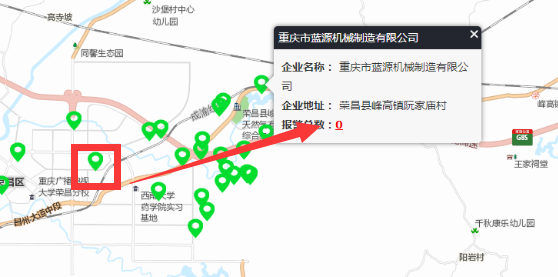 高寺坡
沙堡村中心
幼儿园
同馨生态园
重庆市蓝源机械制造有限公司
企业名称： 重庆市蓝源机械制造有限公
司
企业地址： 荣昌县峰高镇阮家庙村
报警总数：0
成渝
荣昌县峰
天然
综合
峰高
G85
王家祠堂
昌区
重庆广播电视
大学荣昌分校
昌州大道中段
西南大学
药学院实习
基地
千秋康乐幼儿园
阳岩村